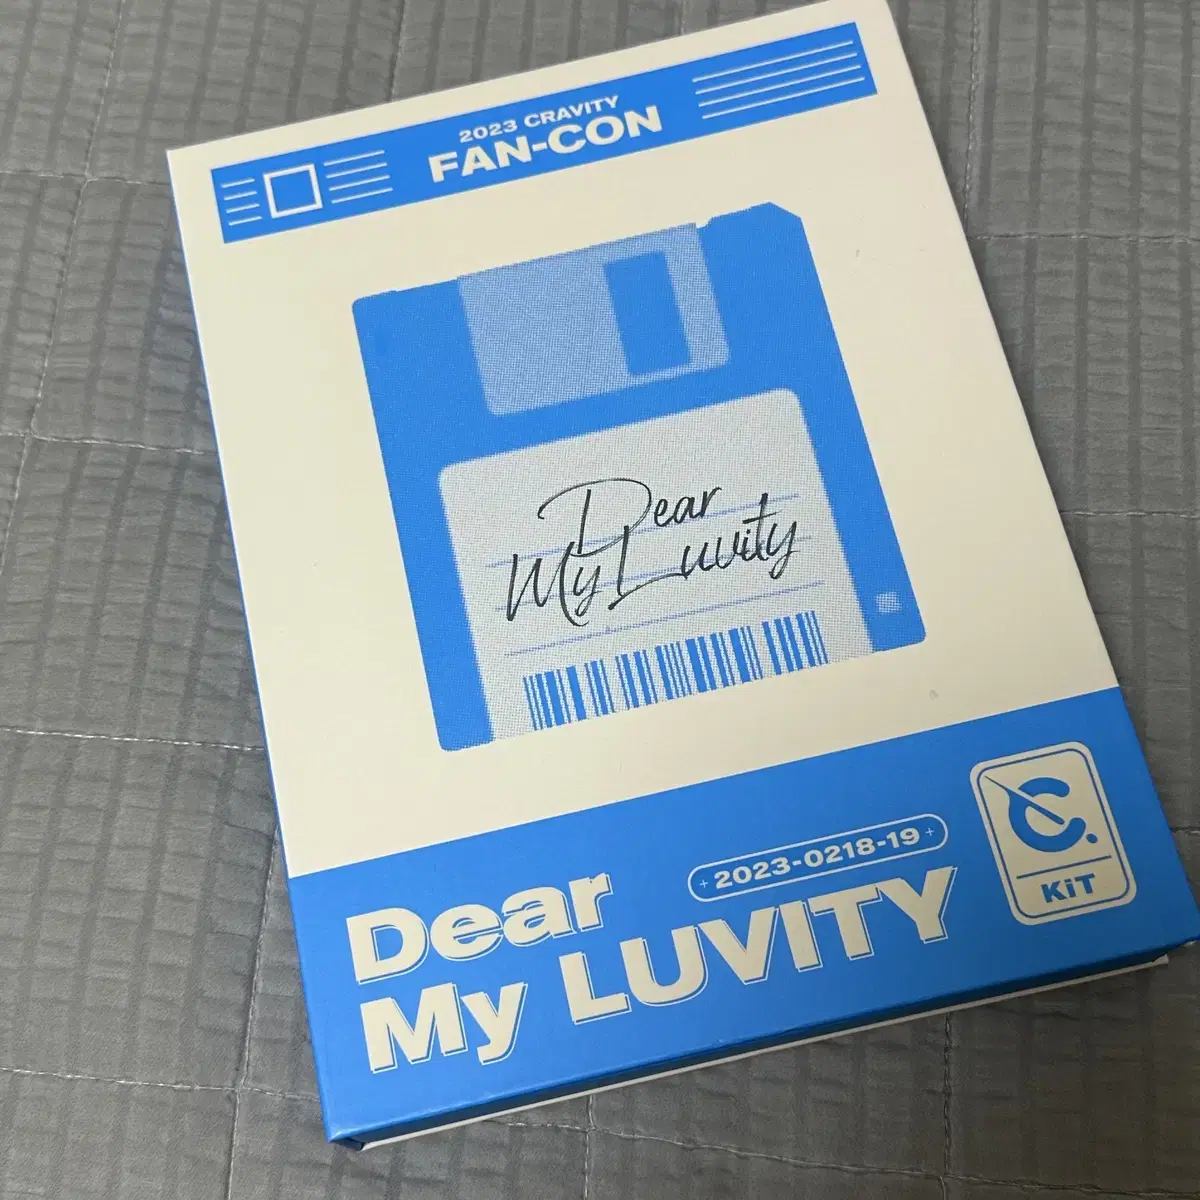 2023 CRAVITY
FAN-CON
Dear
My Luvity
2023-0218-19
Dear
My LUVITY
KiT